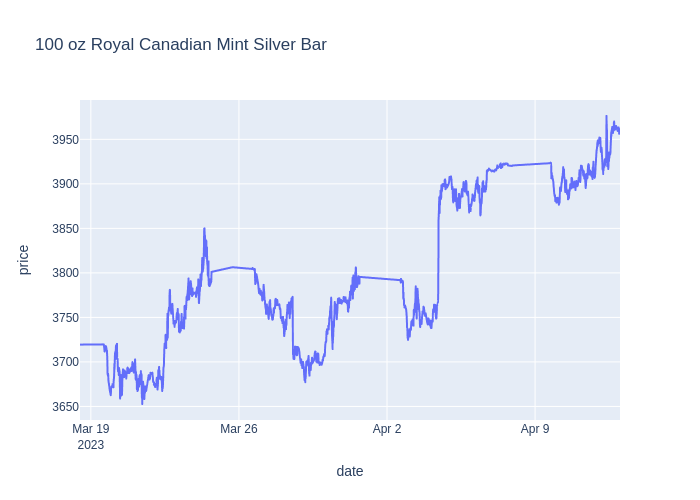 100 oz Royal Canadian Mint Silver Bar
price
3950
3900
3850
3800
3750
3700
3650
Mar 19
2023
Mar 26
Apr 2
Apr 9
date